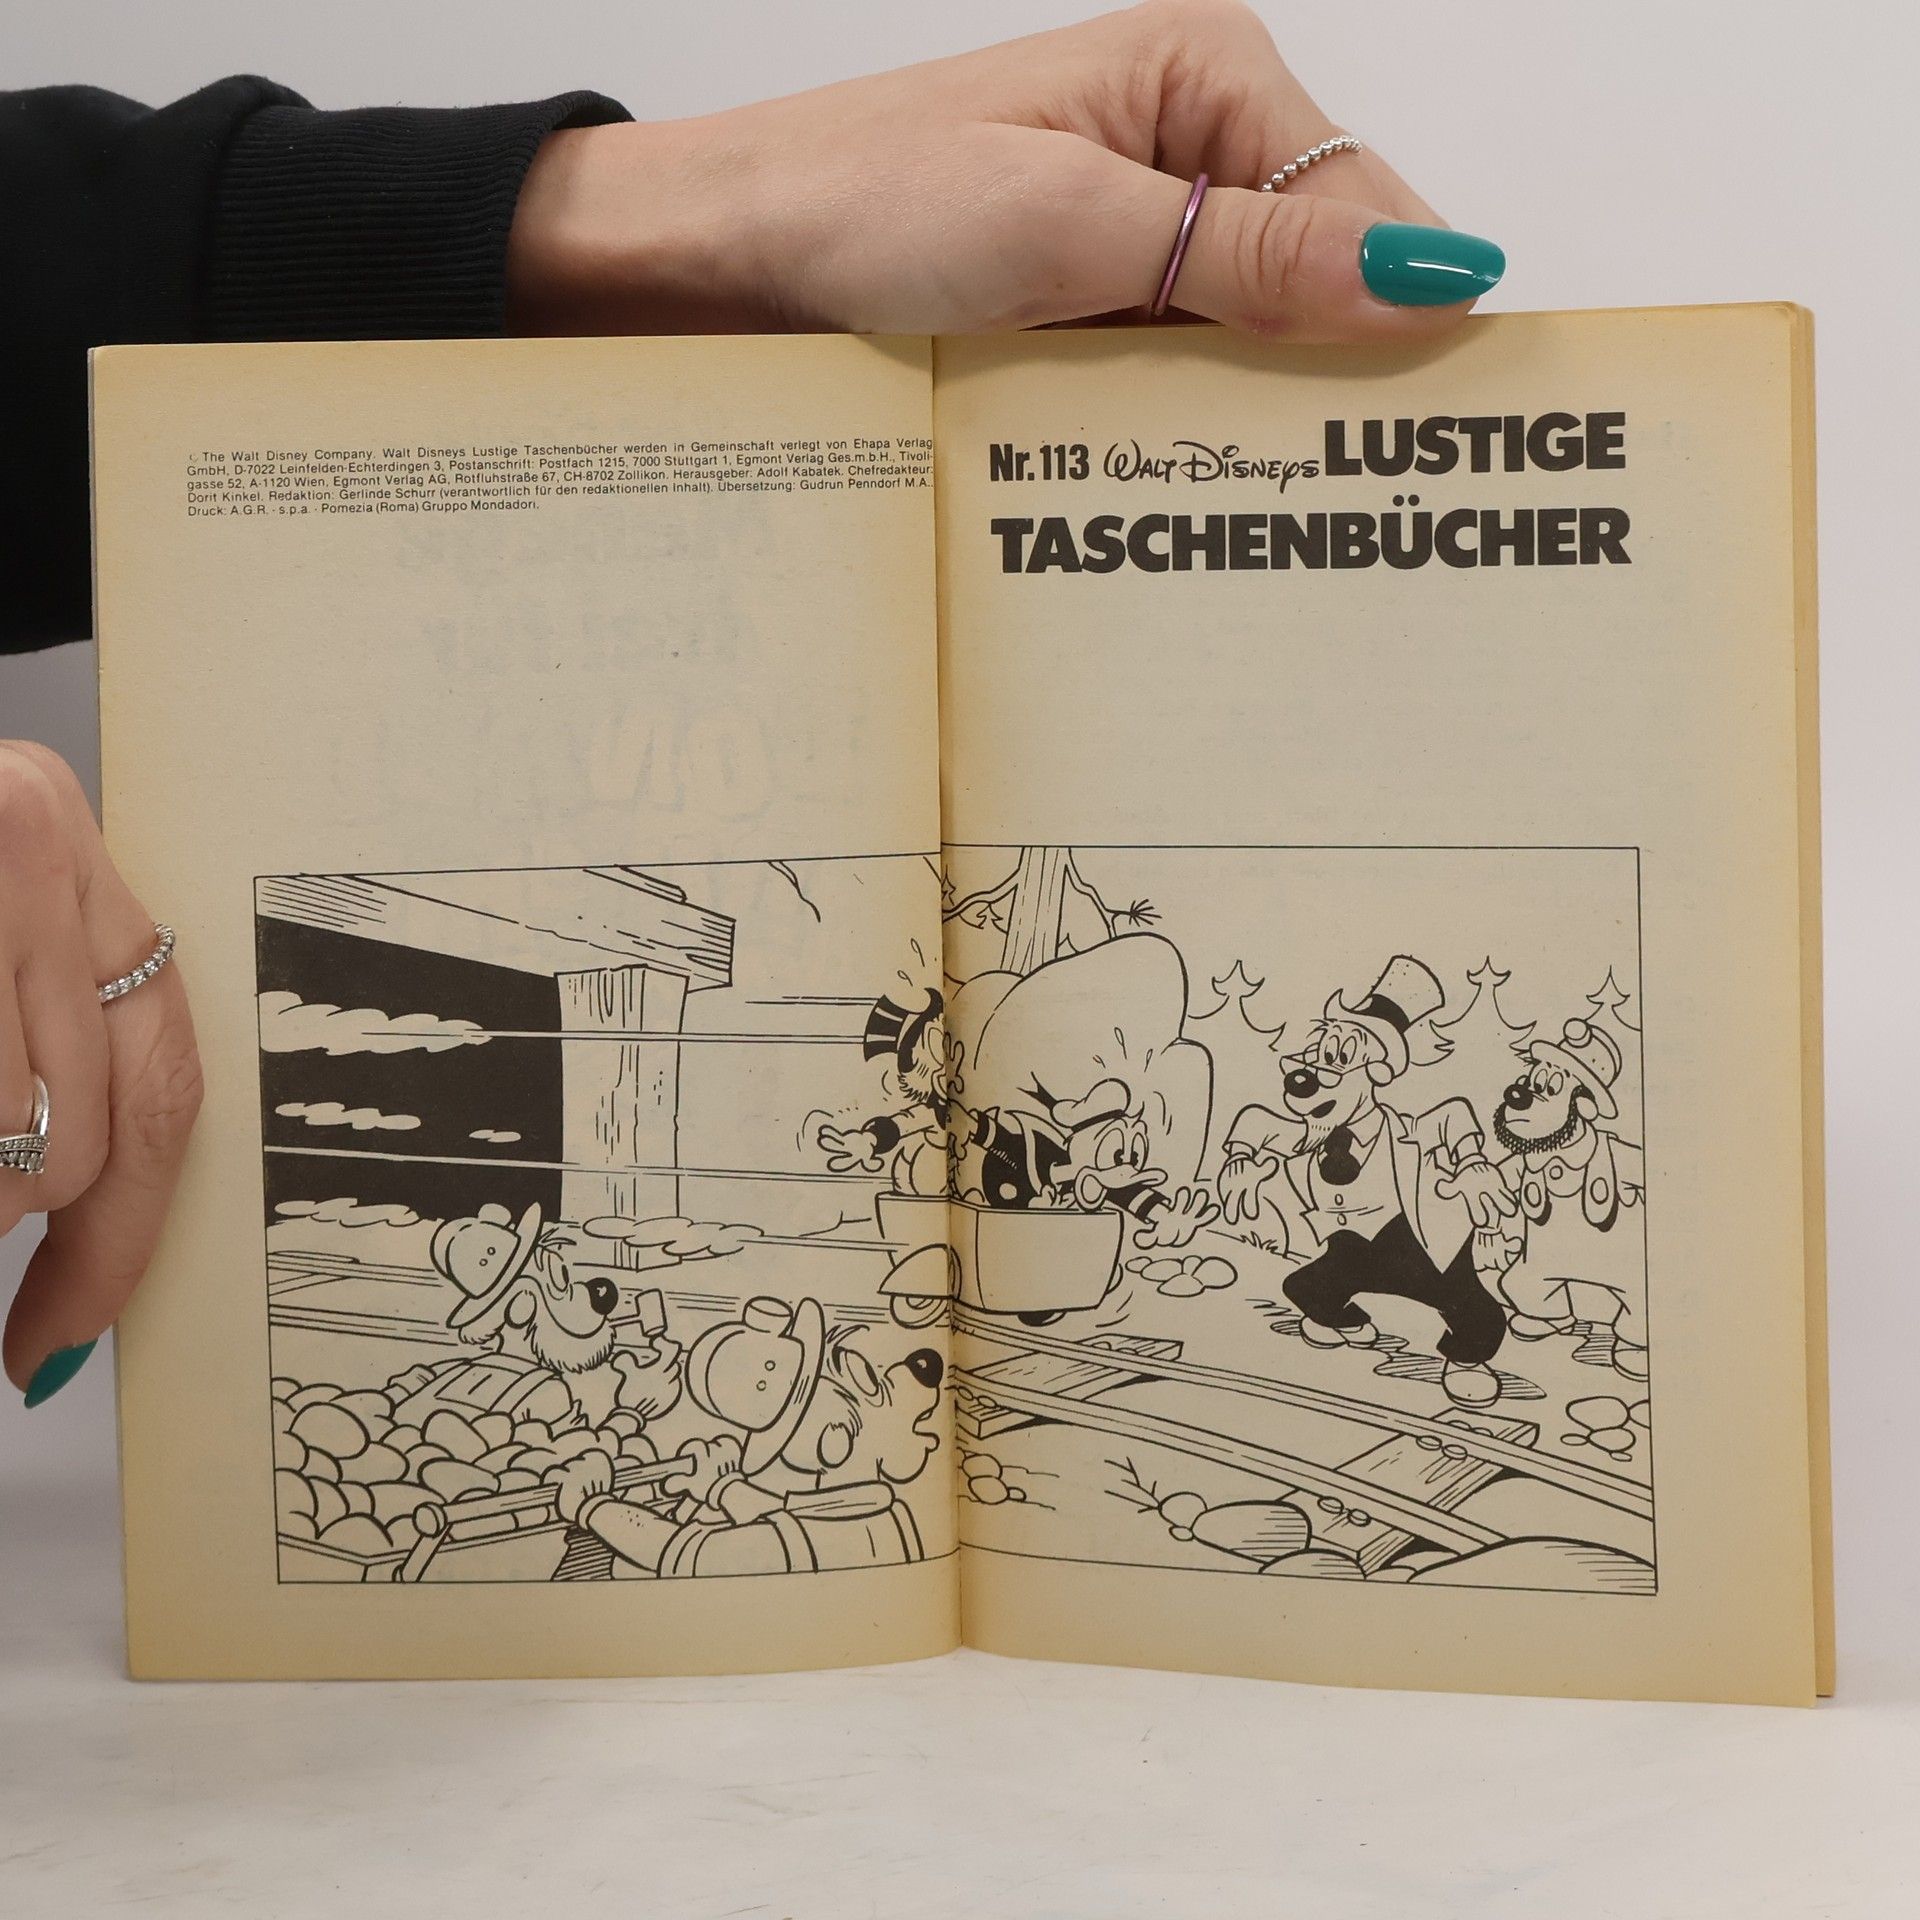 © The Walt Disney Company. Walt Disneys Lustige Taschenbücher werden in Gemeinschaft verlegt von Ehapa Verlag
GmbH, D-7022 Leinfelden-Echterdingen 3, Postanschrift: Postfach 1215, 7000 Stuttgart 1, Egmont Verlag Ges.m.b.H., Tivoli-
gasse 52, A-1120 Wien, Egmont Verlag AG, Rotfluhstraße 67, CH-8702 Zollikon. Herausgeber: Adolf Kabatek. Chefredakteur:
Dorit Kinkel. Redaktion: Gerlinde Schurr (verantwortlich für den redaktionellen Inhalt). Übersetzung: Gudrun Penndorf M.A..
Druck: A.G.R. - s.p.a. - Pomezia (Roma) Gruppo Mondadori.
Nr. 113 Walt Disneys LUSTIGE
TASCHENBÜCHER